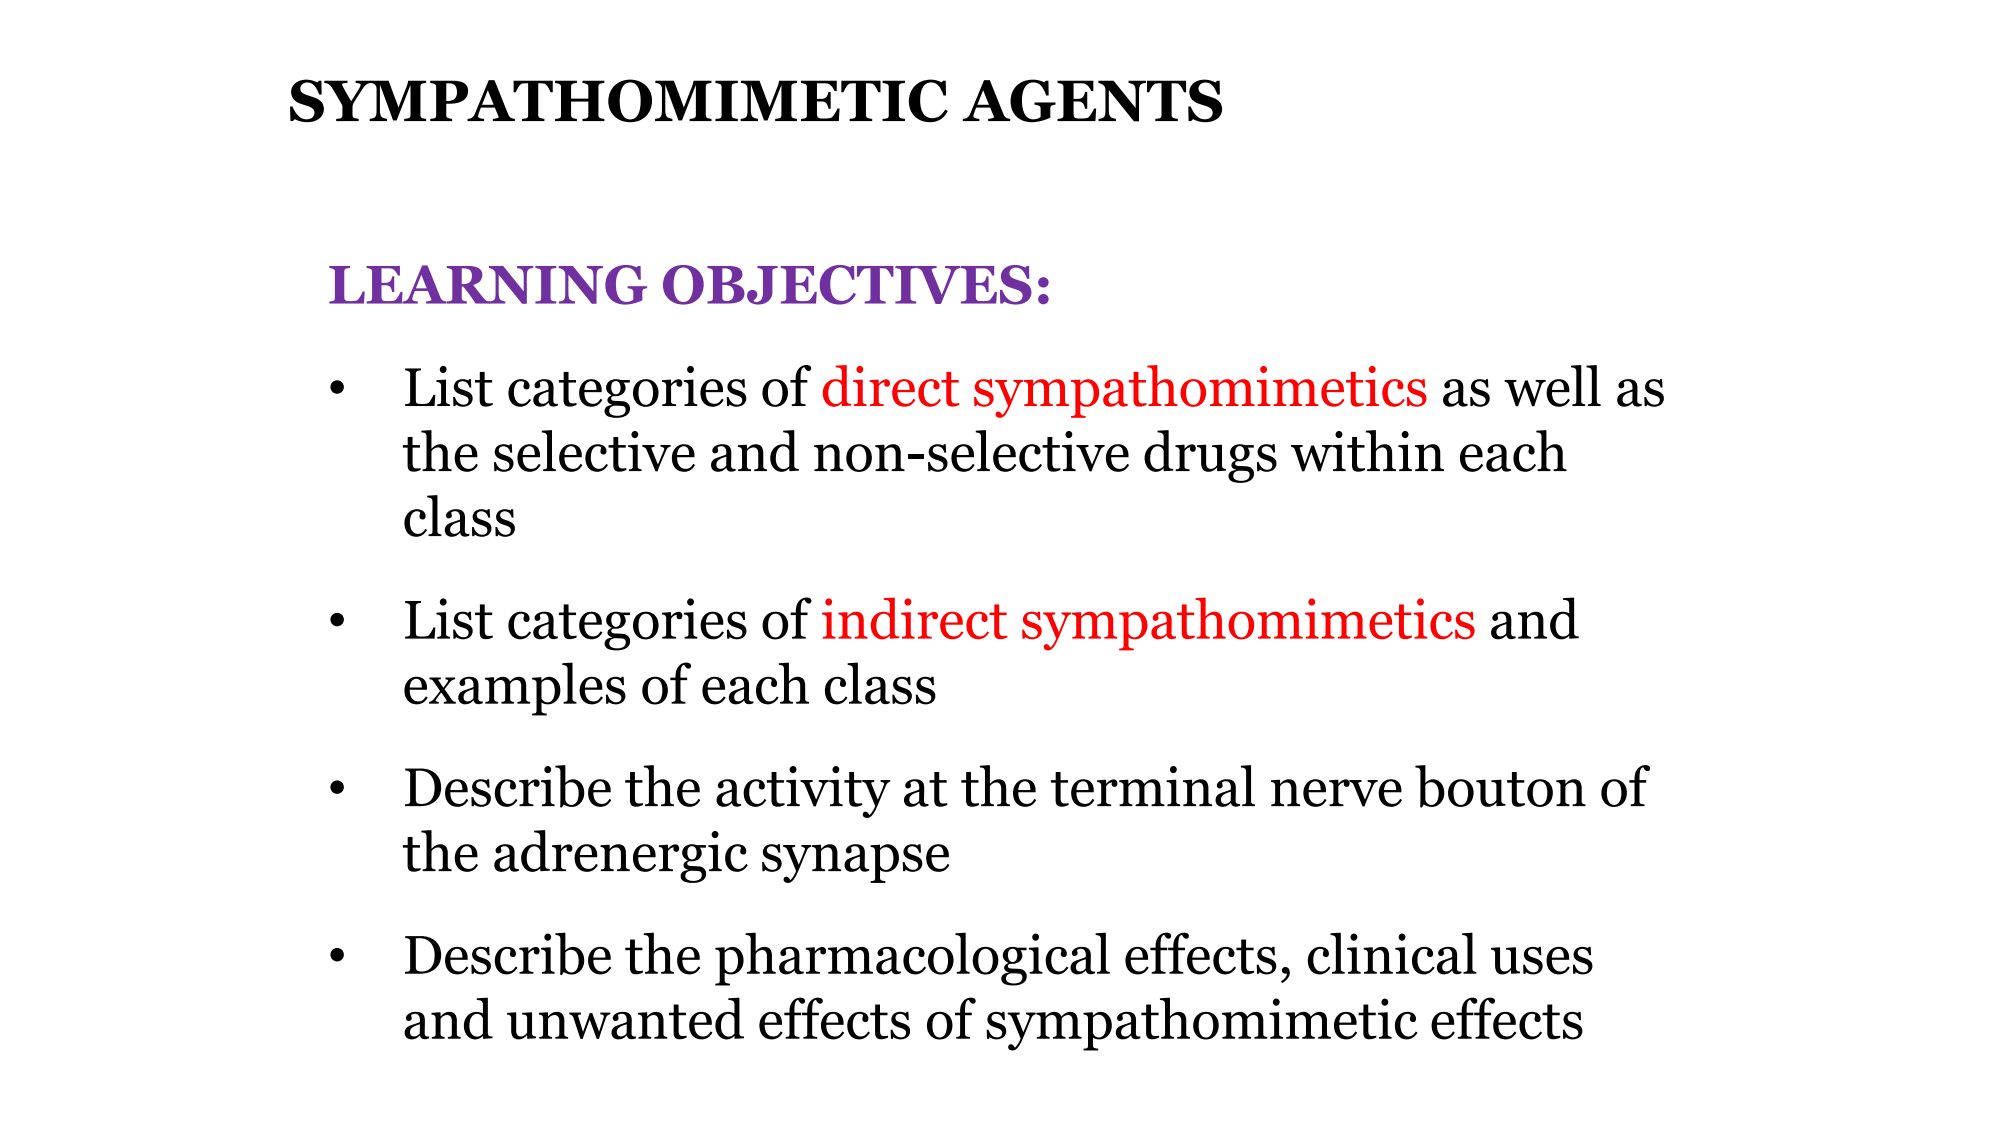 SYMPATHOMIMETIC AGENTS
LEARNING OBJECTIVES:
• List categories of direct sympathomimetics as well as
the selective and non-selective drugs within each
class
• List categories of indirect sympathomimetics and
examples of each class
• Describe the activity at the terminal nerve bouton of
the adrenergic synapse
• Describe the pharmacological effects, clinical uses
and unwanted effects of sympathomimetic effects